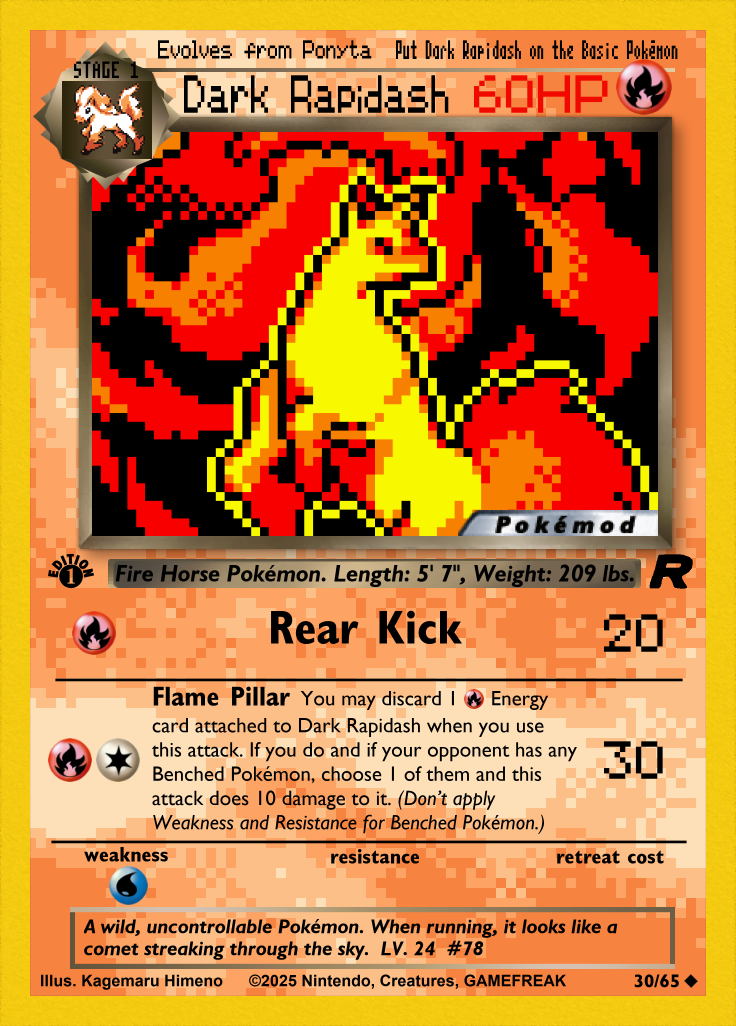 Evolves from Ponyta Put Dark Rapidash on the Basic Pokémon
STAGE 1
Dark Rapidash 60HP
Pokémod
EDITION
1
Fire Horse Pokémon. Length: 5' 7", Weight: 209 lbs.
R
Rear Kick 20
Flame Pillar You may discard 1 Energy
card attached to Dark Rapidash when you use
this attack. If you do and if your opponent has any
Benched Pokémon, choose 1 of them and this
attack does 10 damage to it. (Don't apply
Weakness and Resistance for Benched Pokémon.)
30
weakness resistance retreat cost
A wild, uncontrollable Pokémon. When running, it looks like a
comet streaking through the sky. LV. 24 #78
Illus. Kagemaru Himeno ©2025 Nintendo, Creatures, GAMEFREAK 30/65